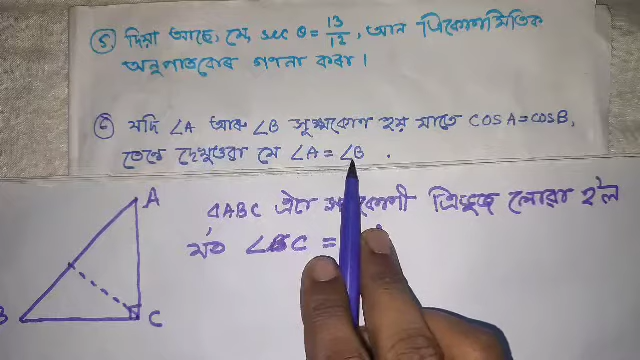 ⑤ দিয়া আছে, যে, sec θ = 13/12, আন ত্ৰিকোণমিতিক
অনুপাতবোৰ গণনা কৰা।
⑥ যদি ∠A আৰু ∠B সূক্ষ্মকোণ হয় যাতে COS A = COS B,
তেন্তে দেখুওৱা যে ∠A = ∠B .
A
△ABC এটা সমকোণী ত্ৰিভুজ লোৱা হ'ল
য'ত ∠C =
B
C